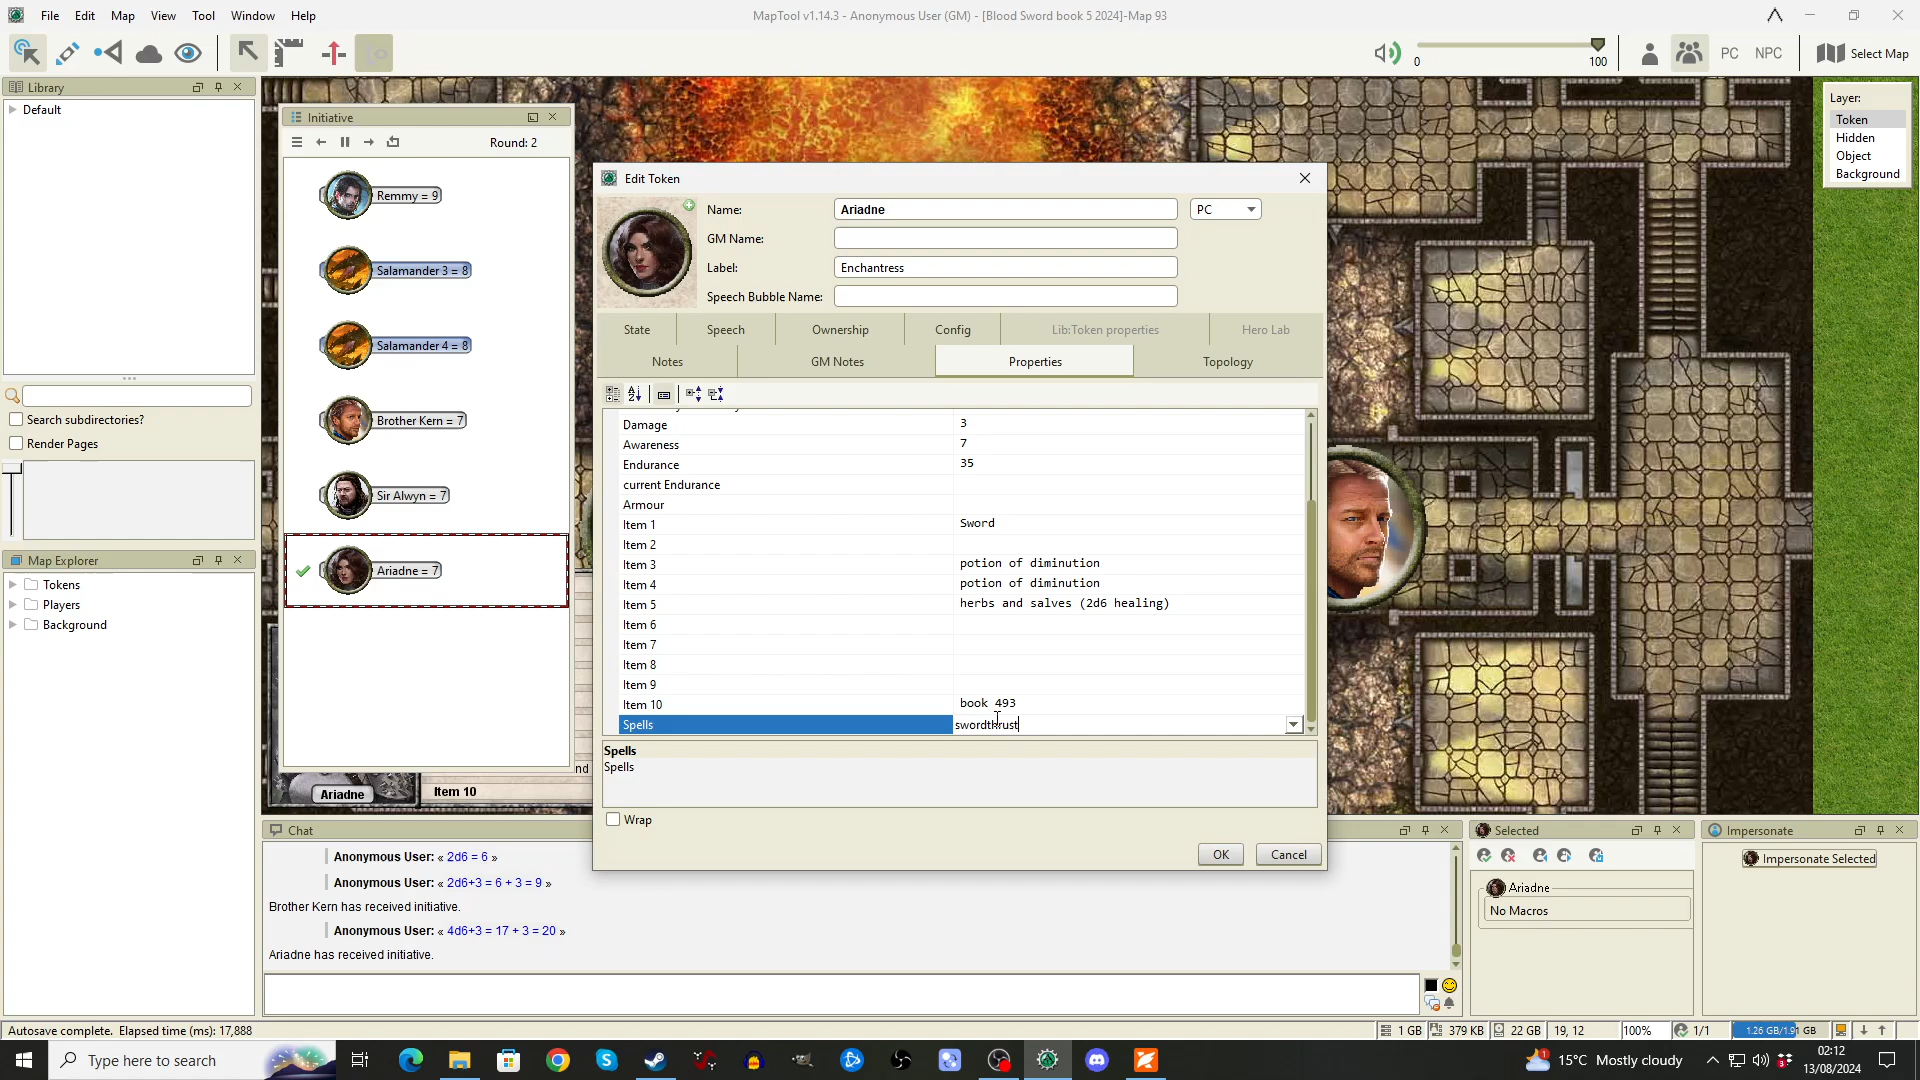 File Edit Map View Tool Window Help
MapTool v1.14.3 - Anonymous User (GM) - [Blood Sword book 5 2024]-Map 93
0 100
PC NPC
Select Map
Library
Default
Search subdirectories?
Render Pages
Map Explorer
Tokens
Players
Background
Initiative
Round: 2
Remmy = 9
Salamander 3 = 8
Salamander 4 = 8
Brother Kern = 7
Sir Alwyn = 7
Ariadne = 7
Ariadne
Item 10
nd
Edit Token
Name: Ariadne PC
GM Name:
Label: Enchantress
Speech Bubble Name:
State Speech Ownership Config Lib:Token properties Hero Lab
Notes GM Notes Properties Topology
Damage 3
Awareness 7
Endurance 35
current Endurance
Armour
Item 1 Sword
Item 2
Item 3 potion of diminution
Item 4 potion of diminution
Item 5 herbs and salves (2d6 healing)
Item 6
Item 7
Item 8
Item 9
Item 10 book 493
Spells swordthrust
Spells
Spells
Wrap
OK Cancel
Layer:
Token
Hidden
Object
Background
Chat
Anonymous User: « 2d6 = 6 »
Anonymous User: « 2d6+3 = 6 + 3 = 9 »
Brother Kern has received initiative.
Anonymous User: « 4d6+3 = 17 + 3 = 20 »
Ariadne has received initiative.
Selected
Ariadne
No Macros
Impersonate
Impersonate Selected
Autosave complete. Elapsed time (ms): 17,888
1 GB 379 KB 22 GB 19, 12 100% 1/1 1.26 GB/1.91 GB
Type here to search
15°C Mostly cloudy
02:12
13/08/2024